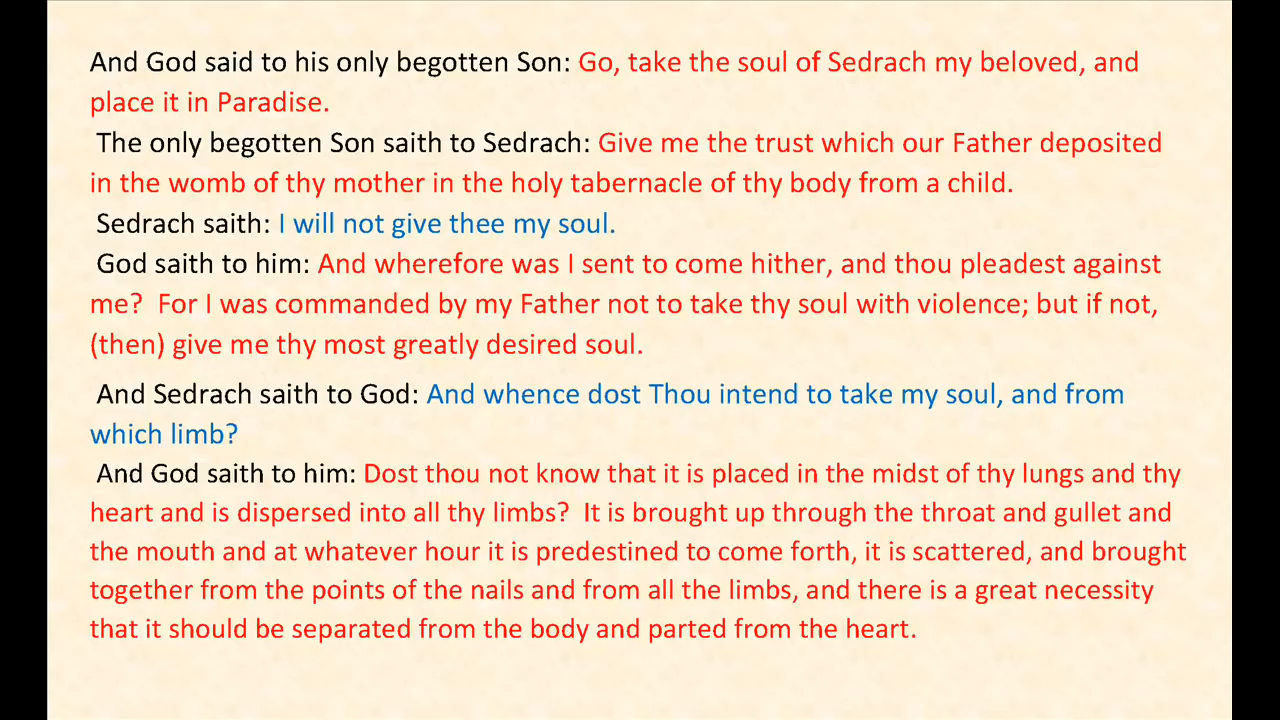 And God said to his only begotten Son: Go, take the soul of Sedrach my beloved, and
place it in Paradise.
The only begotten Son saith to Sedrach: Give me the trust which our Father deposited
in the womb of thy mother in the holy tabernacle of thy body from a child.
Sedrach saith: I will not give thee my soul.
God saith to him: And wherefore was I sent to come hither, and thou pleadest against
me? For I was commanded by my Father not to take thy soul with violence; but if not,
(then) give me thy most greatly desired soul.
And Sedrach saith to God: And whence dost Thou intend to take my soul, and from
which limb?
And God saith to him: Dost thou not know that it is placed in the midst of thy lungs and thy
heart and is dispersed into all thy limbs? It is brought up through the throat and gullet and
the mouth and at whatever hour it is predestined to come forth, it is scattered, and brought
together from the points of the nails and from all the limbs, and there is a great necessity
that it should be separated from the body and parted from the heart.